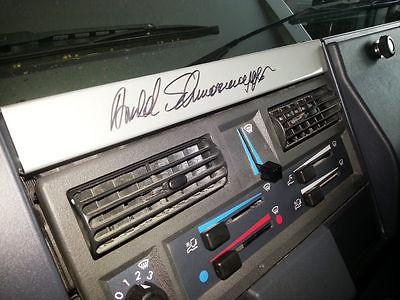 Arnold Schwarzenegger
0 1 2 3